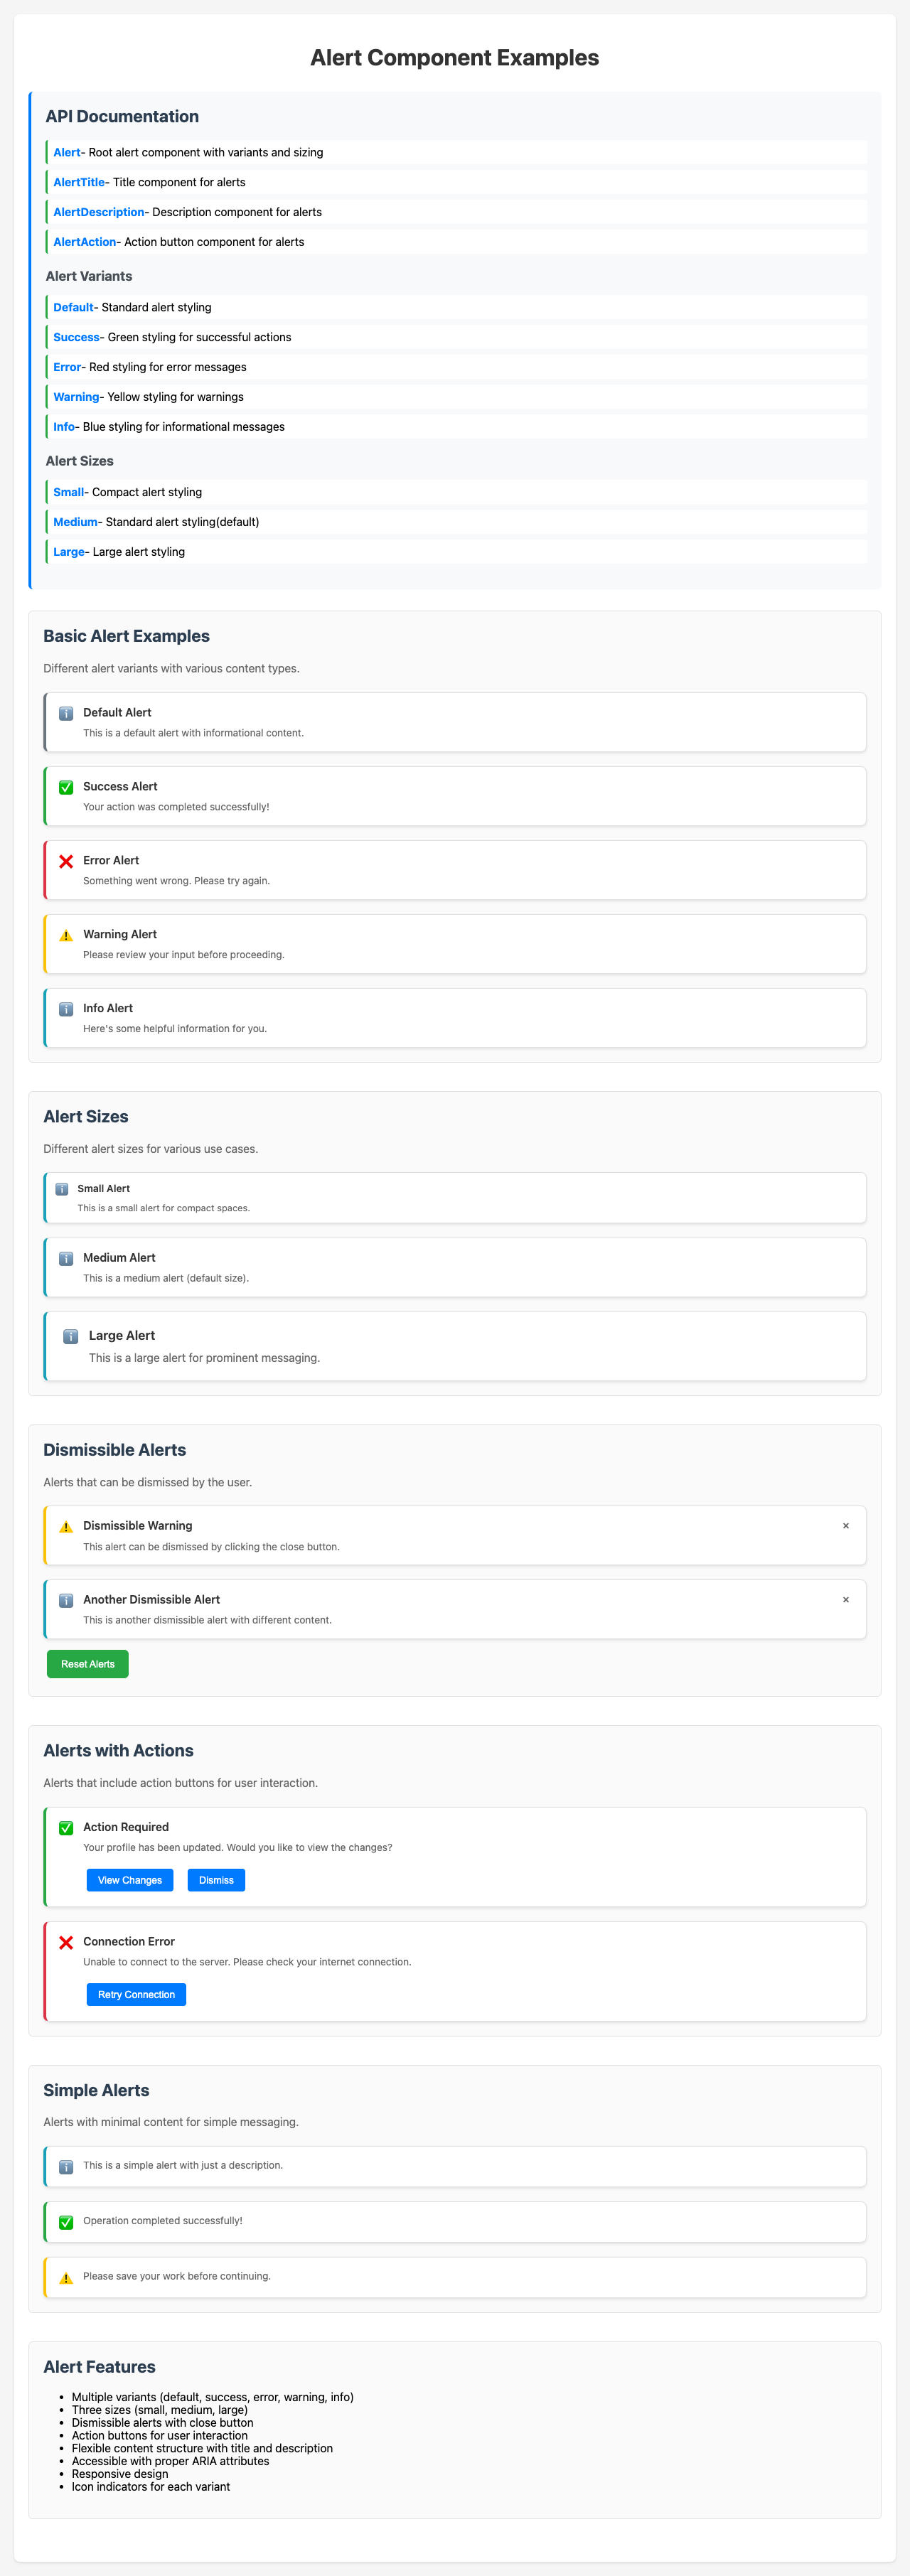 Alert Component Examples
API Documentation
Alert- Root alert component with variants and sizing
AlertTitle- Title component for alerts
AlertDescription- Description component for alerts
AlertAction- Action button component for alerts
Alert Variants
Default- Standard alert styling
Success- Green styling for successful actions
Error- Red styling for error messages
Warning- Yellow styling for warnings
Info- Blue styling for informational messages
Alert Sizes
Small- Compact alert styling
Medium- Standard alert styling(default)
Large- Large alert styling
Basic Alert Examples
Different alert variants with various content types.
Default Alert
This is a default alert with informational content.
Success Alert
Your action was completed successfully!
Error Alert
Something went wrong. Please try again.
Warning Alert
Please review your input before proceeding.
Info Alert
Here's some helpful information for you.
Alert Sizes
Different alert sizes for various use cases.
Small Alert
This is a small alert for compact spaces.
Medium Alert
This is a medium alert (default size).
Large Alert
This is a large alert for prominent messaging.
Dismissible Alerts
Alerts that can be dismissed by the user.
Dismissible Warning ×
This alert can be dismissed by clicking the close button.
Another Dismissible Alert ×
This is another dismissible alert with different content.
Reset Alerts
Alerts with Actions
Alerts that include action buttons for user interaction.
Action Required
Your profile has been updated. Would you like to view the changes?
View Changes Dismiss
Connection Error
Unable to connect to the server. Please check your internet connection.
Retry Connection
Simple Alerts
Alerts with minimal content for simple messaging.
This is a simple alert with just a description.
Operation completed successfully!
Please save your work before continuing.
Alert Features
• Multiple variants (default, success, error, warning, info)
• Three sizes (small, medium, large)
• Dismissible alerts with close button
• Action buttons for user interaction
• Flexible content structure with title and description
• Accessible with proper ARIA attributes
• Responsive design
• Icon indicators for each variant